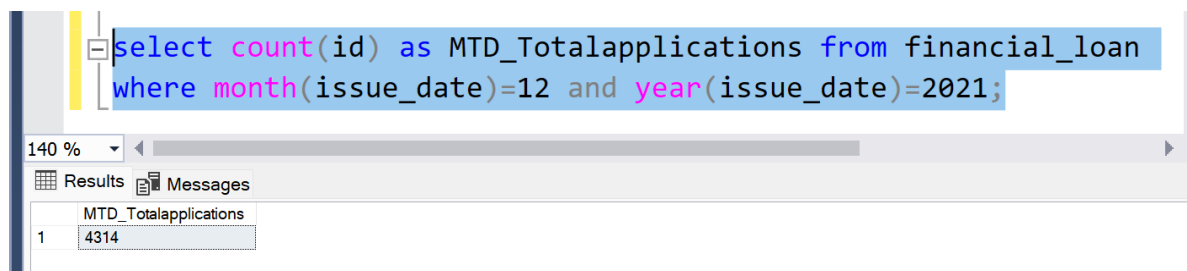 select count(id) as MTD_Totalapplications from financial_loan
where month(issue_date)=12 and year(issue_date)=2021;
140 %
Results Messages
MTD_Totalapplications
1 4314